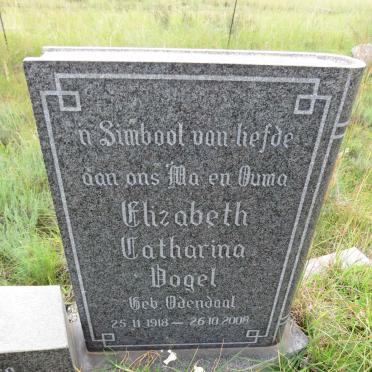 'n Simbool van liefde
aan ons Ma en Ouma
Elizabeth
Catharina
Vogel
Geb. Odendaal
25.11.1918 — 26.10.2008